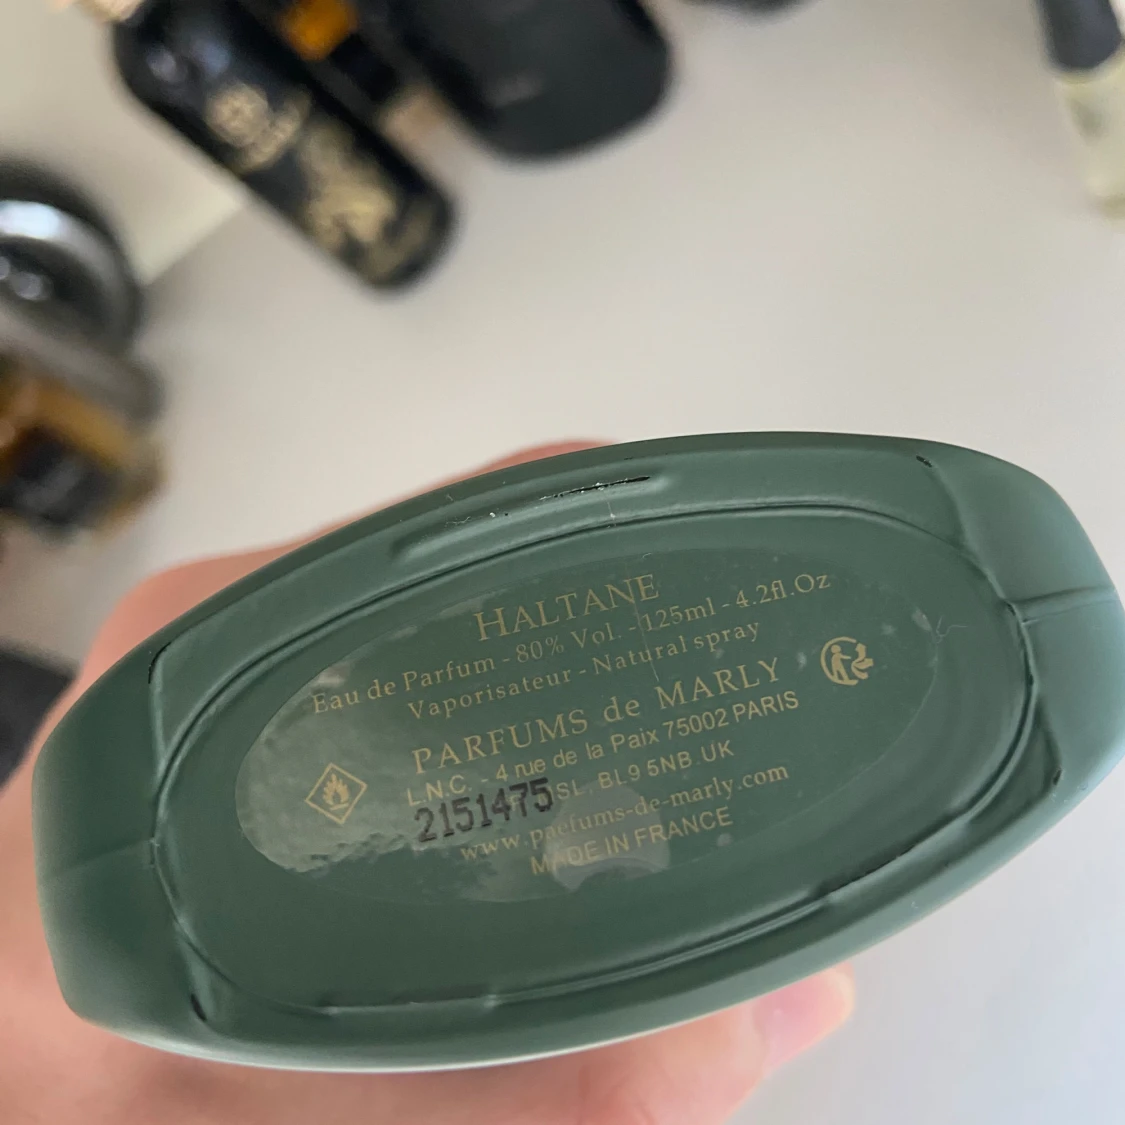 HALTANE
Eau de Parfum - 80% Vol. - 125ml - 4.2fl.Oz
Vaporisateur - Natural spray
PARFUMS de MARLY
L.N.C. - 4 rue de la Paix 75002 PARIS
2151475 SL. BL9 5NB UK
www.parfums-de-marly.com
MADE IN FRANCE